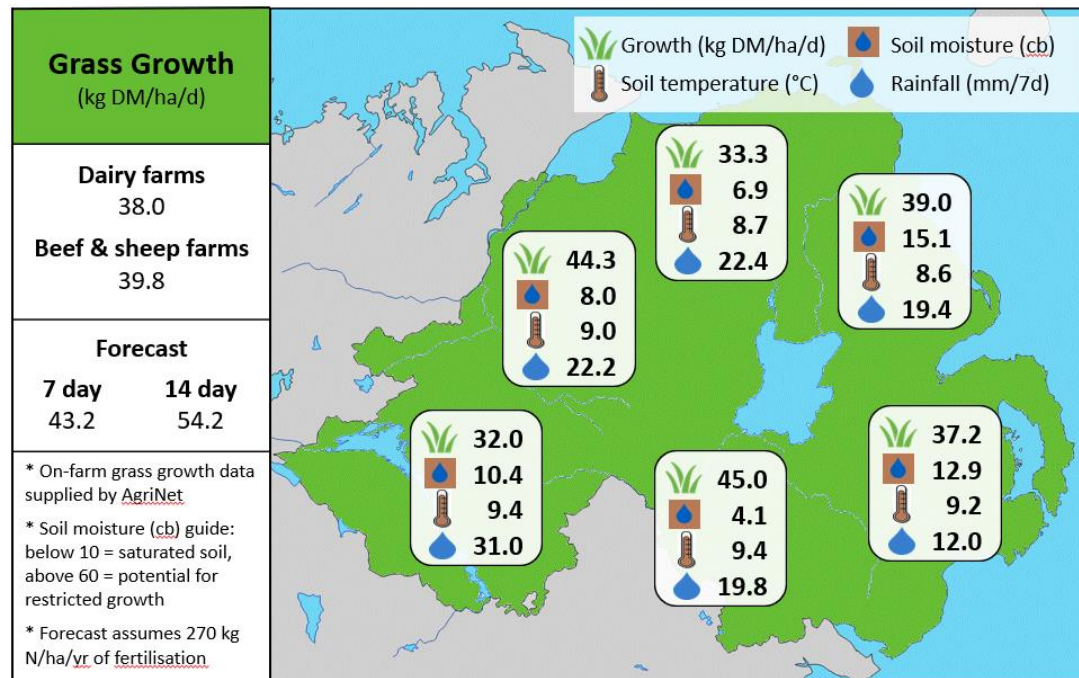 Grass Growth
(kg DM/ha/d)
Dairy farms
38.0
Beef & sheep farms
39.8
Forecast
7 day 14 day
43.2 54.2
* On-farm grass growth data
supplied by AgriNet
* Soil moisture (cb) guide:
below 10 = saturated soil,
above 60 = potential for
restricted growth
* Forecast assumes 270 kg
N/ha/yr of fertilisation
Growth (kg DM/ha/d) Soil moisture (cb)
Soil temperature (°C) Rainfall (mm/7d)
33.3
6.9
8.7
22.4
39.0
15.1
8.6
19.4
44.3
8.0
9.0
22.2
32.0
10.4
9.4
31.0
45.0
4.1
9.4
19.8
37.2
12.9
9.2
12.0